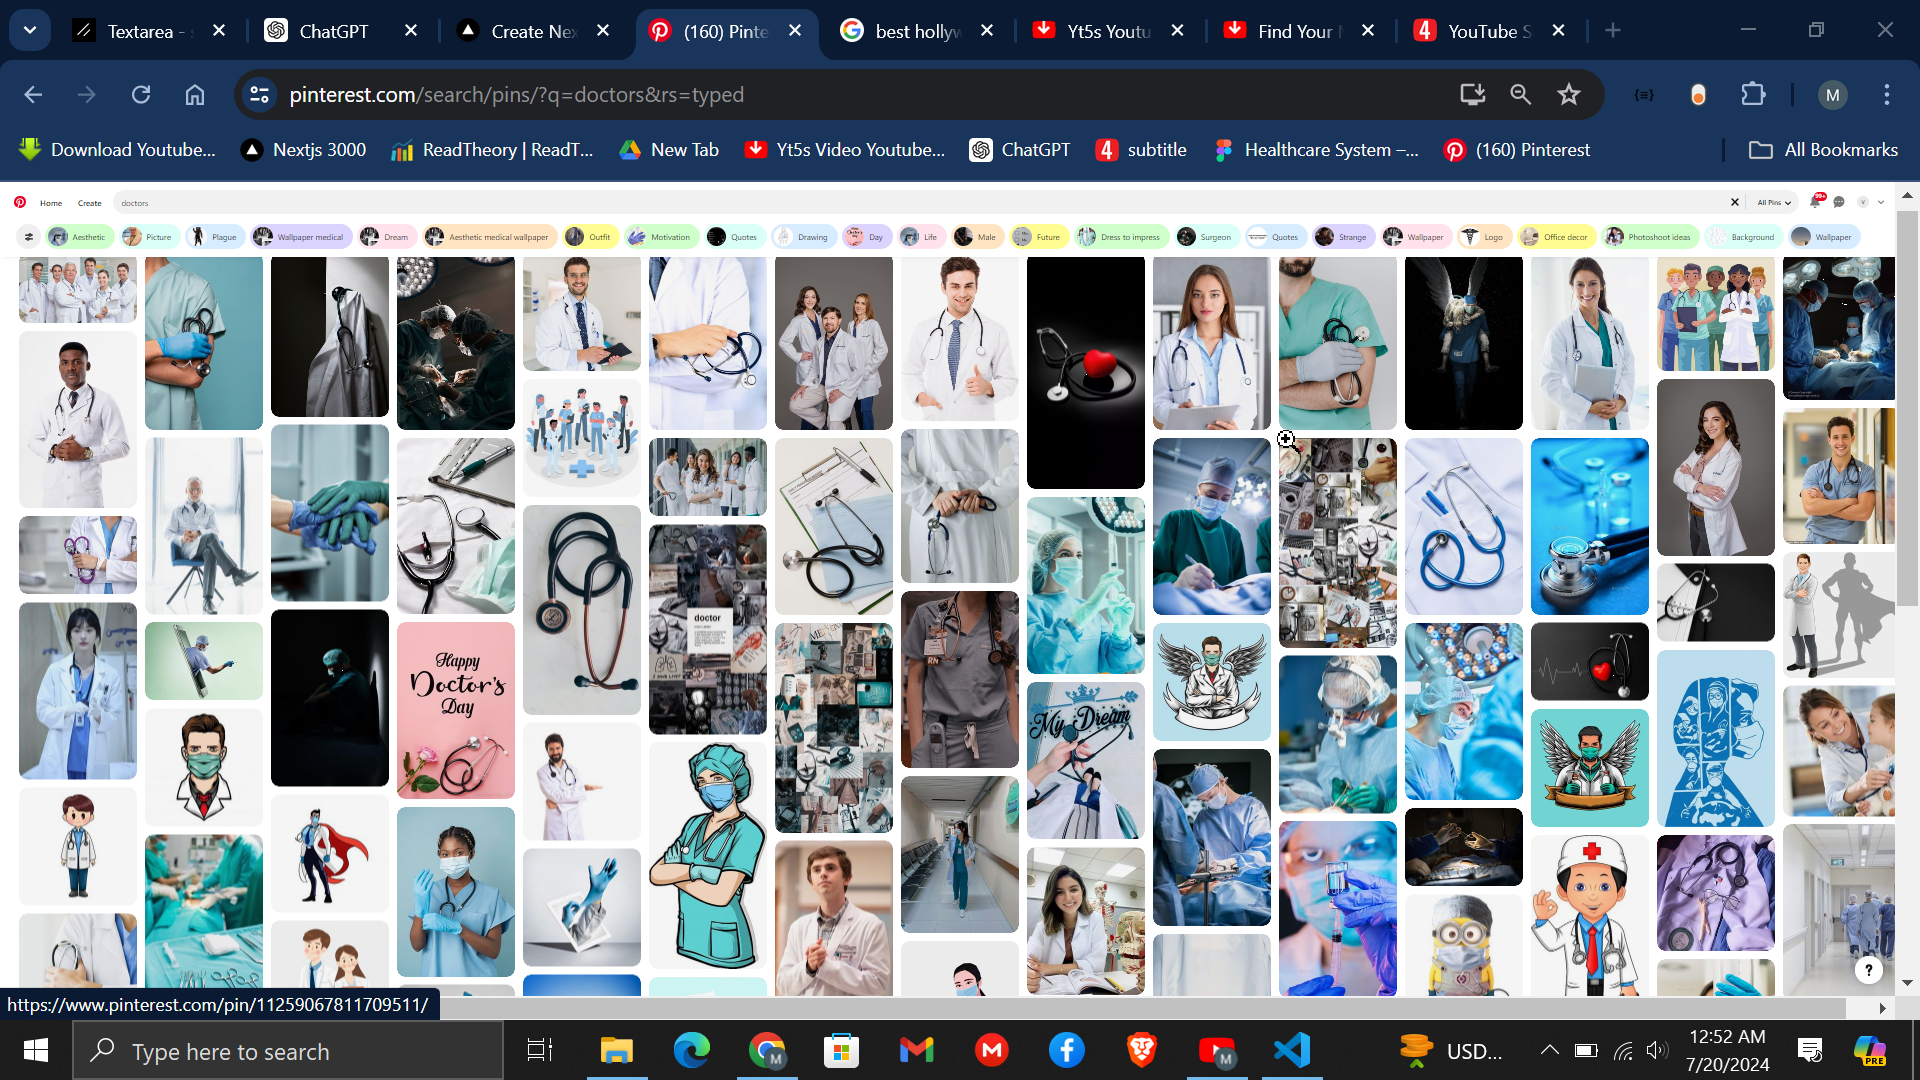 Textarea - s
ChatGPT
Create Nex
(160) Pinte
best hollyw
Yt5s Youtu
Find Your
YouTube S
pinterest.com/search/pins/?q=doctors&rs=typed
M
Download Youtube...
Nextjs 3000
ReadTheory | ReadT...
New Tab
Yt5s Video Youtube...
ChatGPT
subtitle
Healthcare System –...
(160) Pinterest
All Bookmarks
Home
Create
doctors
All Pins
99+
Aesthetic
Picture
Plague
Wallpaper medical
Dream
Aesthetic medical wallpaper
Outfit
Motivation
Quotes
Drawing
Day
Life
Male
Future
Dress to impress
Surgeon
Quotes
Strange
Wallpaper
Logo
Office decor
Photoshoot ideas
Background
Wallpaper
doctor
RN
Happy
Doctor's
Day
My Dream
?
https://www.pinterest.com/pin/11259067811709511/
Type here to search
M
M
USD...
12:52 AM
7/20/2024
PRE